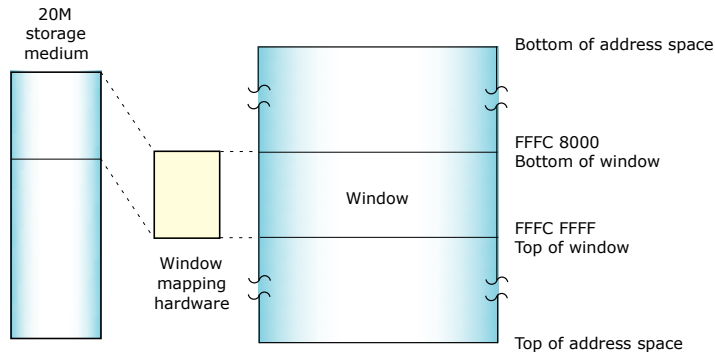 20M
storage
medium
Bottom of address space
FFFC 8000
Bottom of window
Window
FFFC FFFF
Top of window
Window
mapping
hardware
Top of address space